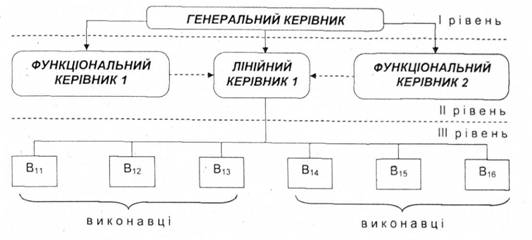 ГЕНЕРАЛЬНИЙ КЕРІВНИК
І рівень
ФУНКЦІОНАЛЬНИЙ
КЕРІВНИК 1
ЛІНІЙНИЙ
КЕРІВНИК 1
ФУНКЦІОНАЛЬНИЙ
КЕРІВНИК 2
ІІ рівень
ІІІ рівень
В11
В12
В13
В14
В15
В16
виконавці
виконавці